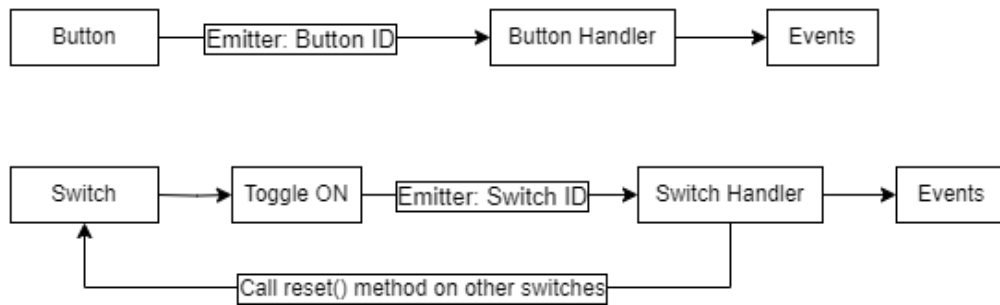 Button
Emitter: Button ID
Button Handler
Events
Switch
Toggle ON
Emitter: Switch ID
Switch Handler
Events
Call reset() method on other switches